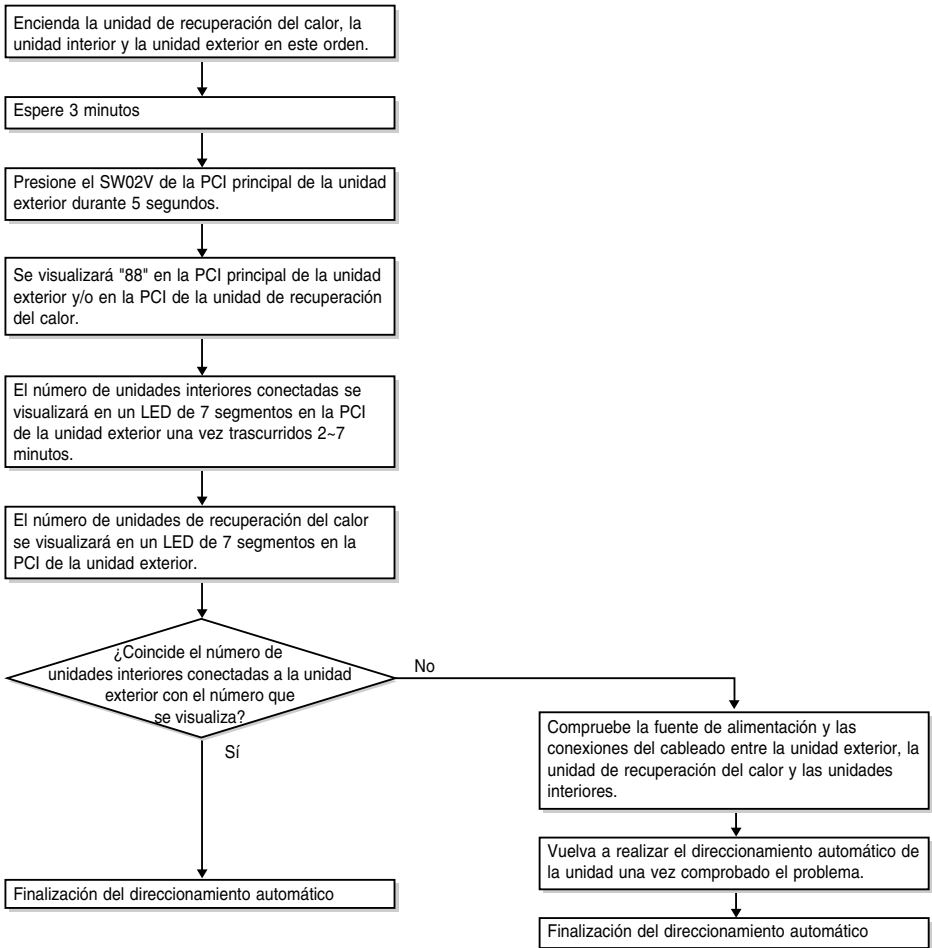 Encienda la unidad de recuperación del calor, la
unidad interior y la unidad exterior en este orden.
Espere 3 minutos
Presione el SW02V de la PCI principal de la unidad
exterior durante 5 segundos.
Se visualizará "88" en la PCI principal de la unidad
exterior y/o en la PCI de la unidad de recuperación
del calor.
El número de unidades interiores conectadas se
visualizará en un LED de 7 segmentos en la PCI
de la unidad exterior una vez trascurridos 2~7
minutos.
El número de unidades de recuperación del calor
se visualizará en un LED de 7 segmentos en la
PCI de la unidad exterior.
¿Coincide el número de
unidades interiores conectadas a la unidad
exterior con el número que
se visualiza?
No
Sí
Compruebe la fuente de alimentación y las
conexiones del cableado entre la unidad exterior, la
unidad de recuperación del calor y las unidades
interiores.
Vuelva a realizar el direccionamiento automático de
la unidad una vez comprobado el problema.
Finalización del direccionamiento automático
Finalización del direccionamiento automático